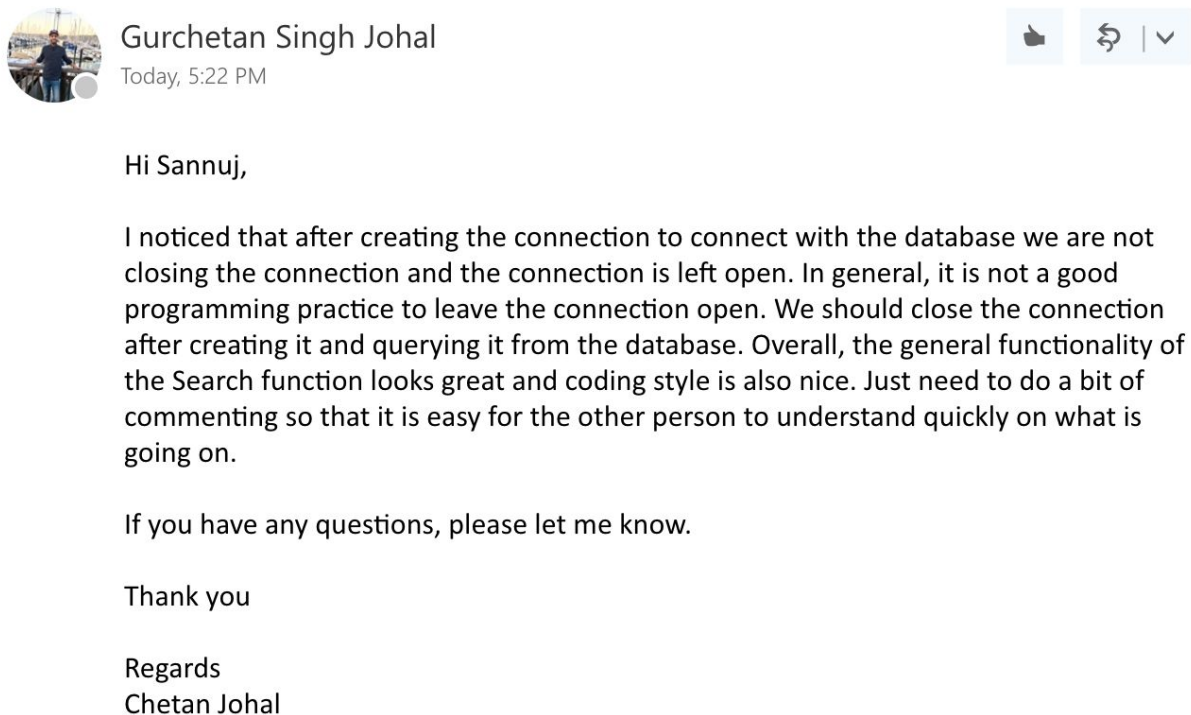 Gurchetan Singh Johal
Today, 5:22 PM
Hi Sannuj,
I noticed that after creating the connection to connect with the database we are not
closing the connection and the connection is left open. In general, it is not a good
programming practice to leave the connection open. We should close the connection
after creating it and querying it from the database. Overall, the general functionality of
the Search function looks great and coding style is also nice. Just need to do a bit of
commenting so that it is easy for the other person to understand quickly on what is
going on.
If you have any questions, please let me know.
Thank you
Regards
Chetan Johal